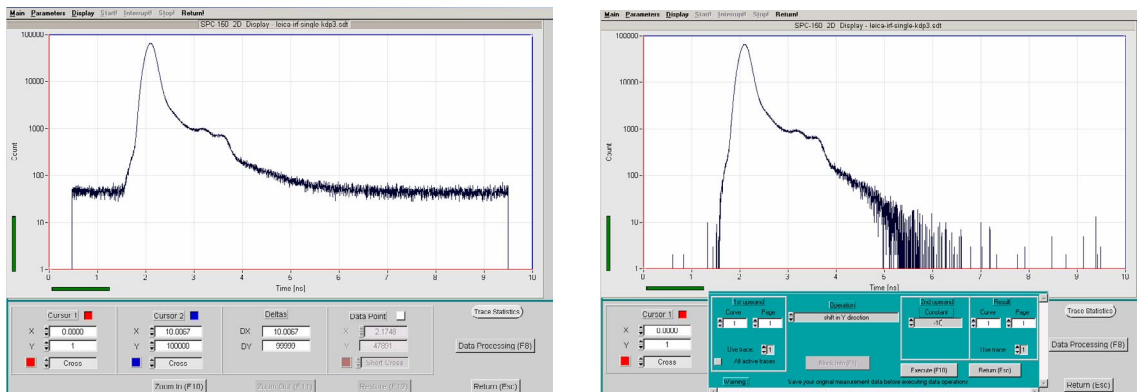 Main Parameters Display Start! Interrupt! Stop! Return!
SPC-150 2D Display - leica-irf-single kdp3.sdt
100000
10000
1000
100
10
1
Count
0 1 2 3 4 5 6 7 8 9 10
Time [ns]
Cursor 1
X 0.0000
Y 1
Cross
Cursor 2
X 10.0067
Y 100000
Cross
Deltas
DX 10.0067
DY 99999
Data Point
X 2.1748
Y 47891
Short Cross
Trace Statistics
Data Processing (F8)
Zoom In (F10)
Zoom Out (F11)
Restore (F12)
Return (Esc)
Main Parameters Display Start! Interrupt! Stop! Return!
SPC-150 2D Display - leica-irf-single kdp3.sdt
100000
10000
1000
100
10
1
Count
0 1 2 3 4 5 6 7 8 9 10
Time [ns]
Cursor 1
X 0.0000
Y 1
Cross
1st operand
Curve Page
1 1
Use trace: 1
All active traces
Operation
shift in Y direction
Block Info (F1)
2nd operand
Constant
Result
Curve Page
1 1
Use trace: 1
Execute (F10)
Return (Esc)
Warning:
Save your original measurement data before executing data operations
Trace Statistics
Data Processing (F8)
Return (Esc)